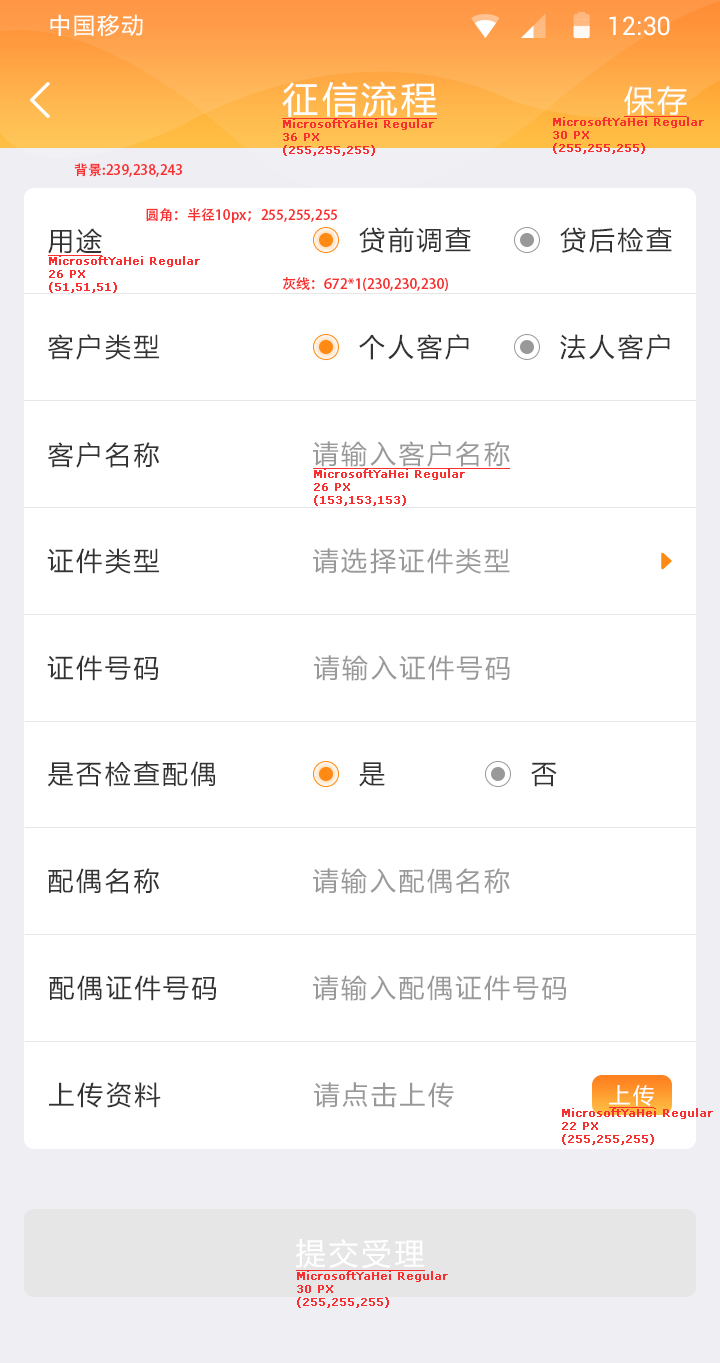 中国移动 12:30
征信流程 保存
MicrosoftYaHei Regular
36 PX
(255,255,255)
MicrosoftYaHei Regular
30 PX
(255,255,255)
背景:239,238,243
圆角：半径10px；255,255,255
用途 贷前调查 贷后检查
MicrosoftYaHei Regular
26 PX
(51,51,51)
灰线：672*1(230,230,230)
客户类型 个人客户 法人客户
客户名称 请输入客户名称
MicrosoftYaHei Regular
26 PX
(153,153,153)
证件类型 请选择证件类型
证件号码 请输入证件号码
是否检查配偶 是 否
配偶名称 请输入配偶名称
配偶证件号码 请输入配偶证件号码
上传资料 请点击上传 上传
MicrosoftYaHei Regular
22 PX
(255,255,255)
提交受理
MicrosoftYaHei Regular
30 PX
(255,255,255)